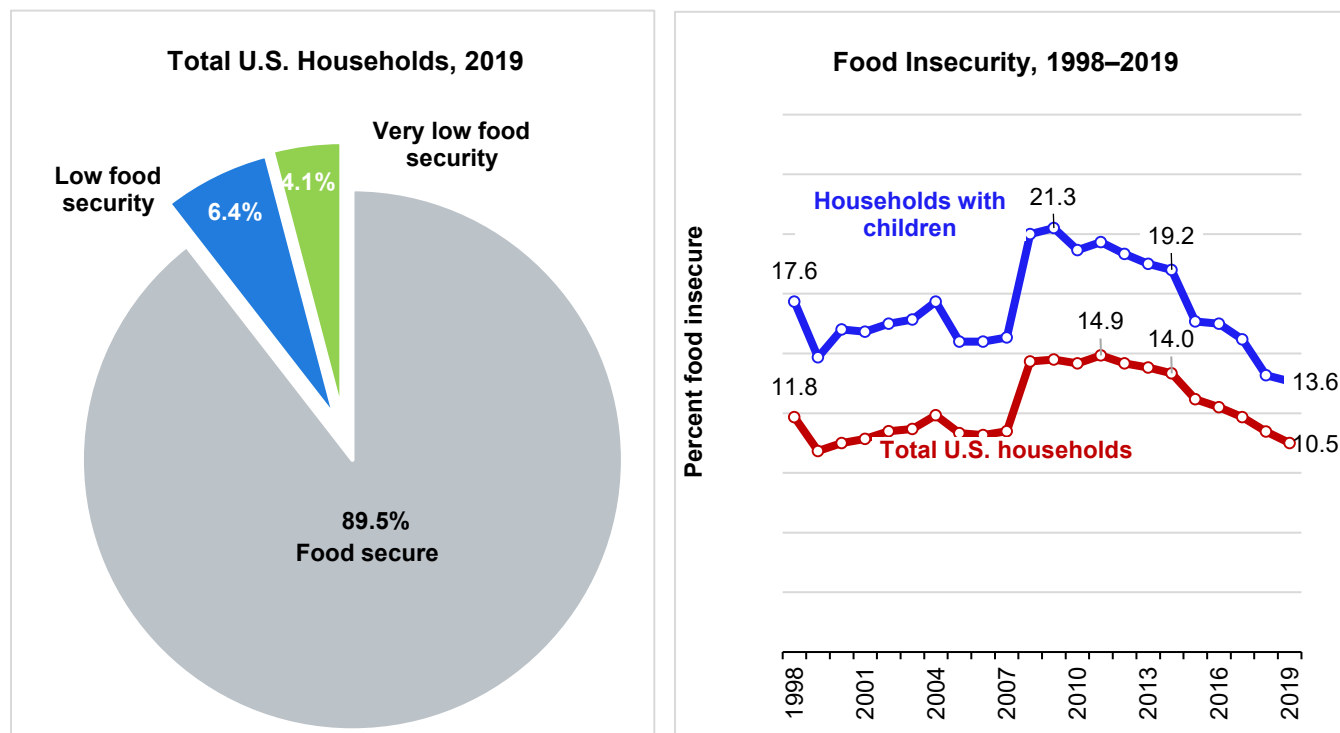 Total U.S. Households, 2019
Very low food
security
Low food
security
4.1%
6.4%
89.5%
Food secure
Food Insecurity, 1998–2019
Percent food insecure
Households with
children
21.3
19.2
17.6
14.9
14.0
11.8
13.6
Total U.S. households
10.5
1998
2001
2004
2007
2010
2013
2016
2019